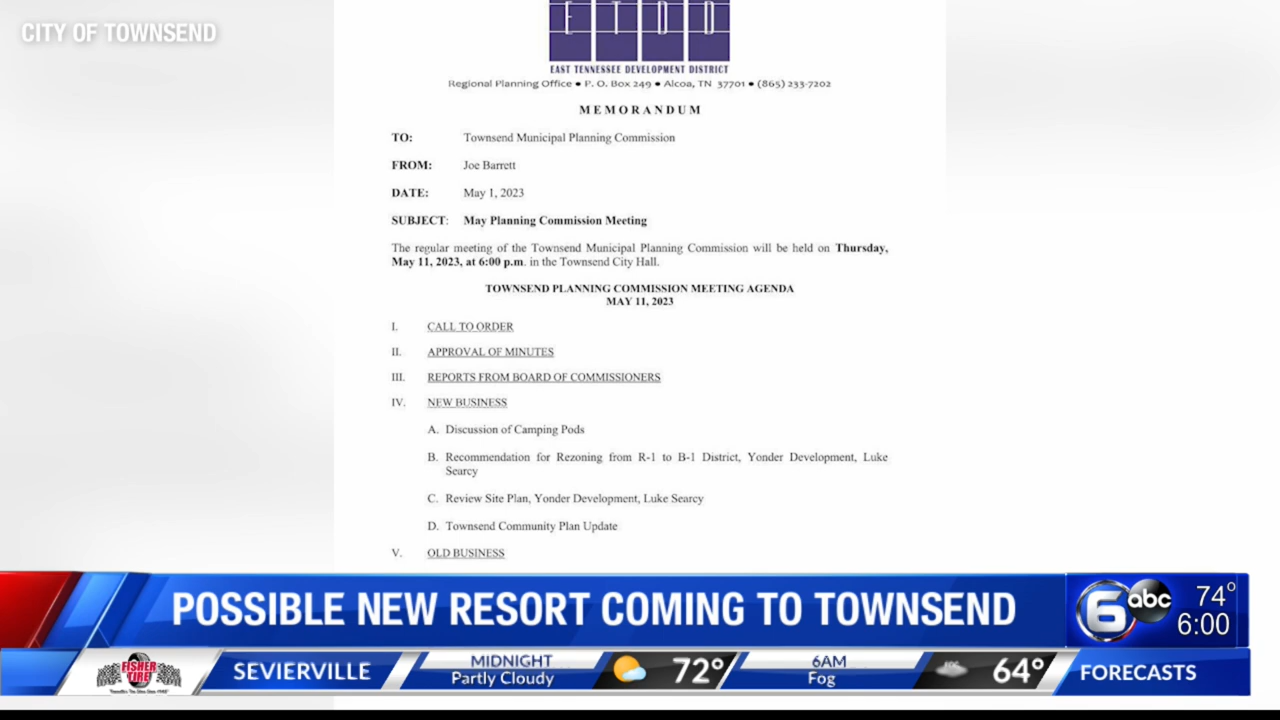 CITY OF TOWNSEND
ETDD
EAST TENNESSEE DEVELOPMENT DISTRICT
Regional Planning Office • P. O. Box 249 • Alcoa, TN 37701 • (865) 233-7202
MEMORANDUM
TO: Townsend Municipal Planning Commission
FROM: Joe Barrett
DATE: May 1, 2023
SUBJECT: May Planning Commission Meeting
The regular meeting of the Townsend Municipal Planning Commission will be held on Thursday,
May 11, 2023, at 6:00 p.m. in the Townsend City Hall.
TOWNSEND PLANNING COMMISSION MEETING AGENDA
MAY 11, 2023
I. CALL TO ORDER
II. APPROVAL OF MINUTES
III. REPORTS FROM BOARD OF COMMISSIONERS
IV. NEW BUSINESS
A. Discussion of Camping Pods
B. Recommendation for Rezoning from R-1 to B-1 District, Yonder Development, Luke
Searcy
C. Review Site Plan, Yonder Development, Luke Searcy
D. Townsend Community Plan Update
V. OLD BUSINESS
POSSIBLE NEW RESORT COMING TO TOWNSEND
6 abc
74°
6:00
FISHER
TIRE
SEVIERVILLE
MIDNIGHT
Partly Cloudy
72°
6AM
Fog
64°
FORECASTS